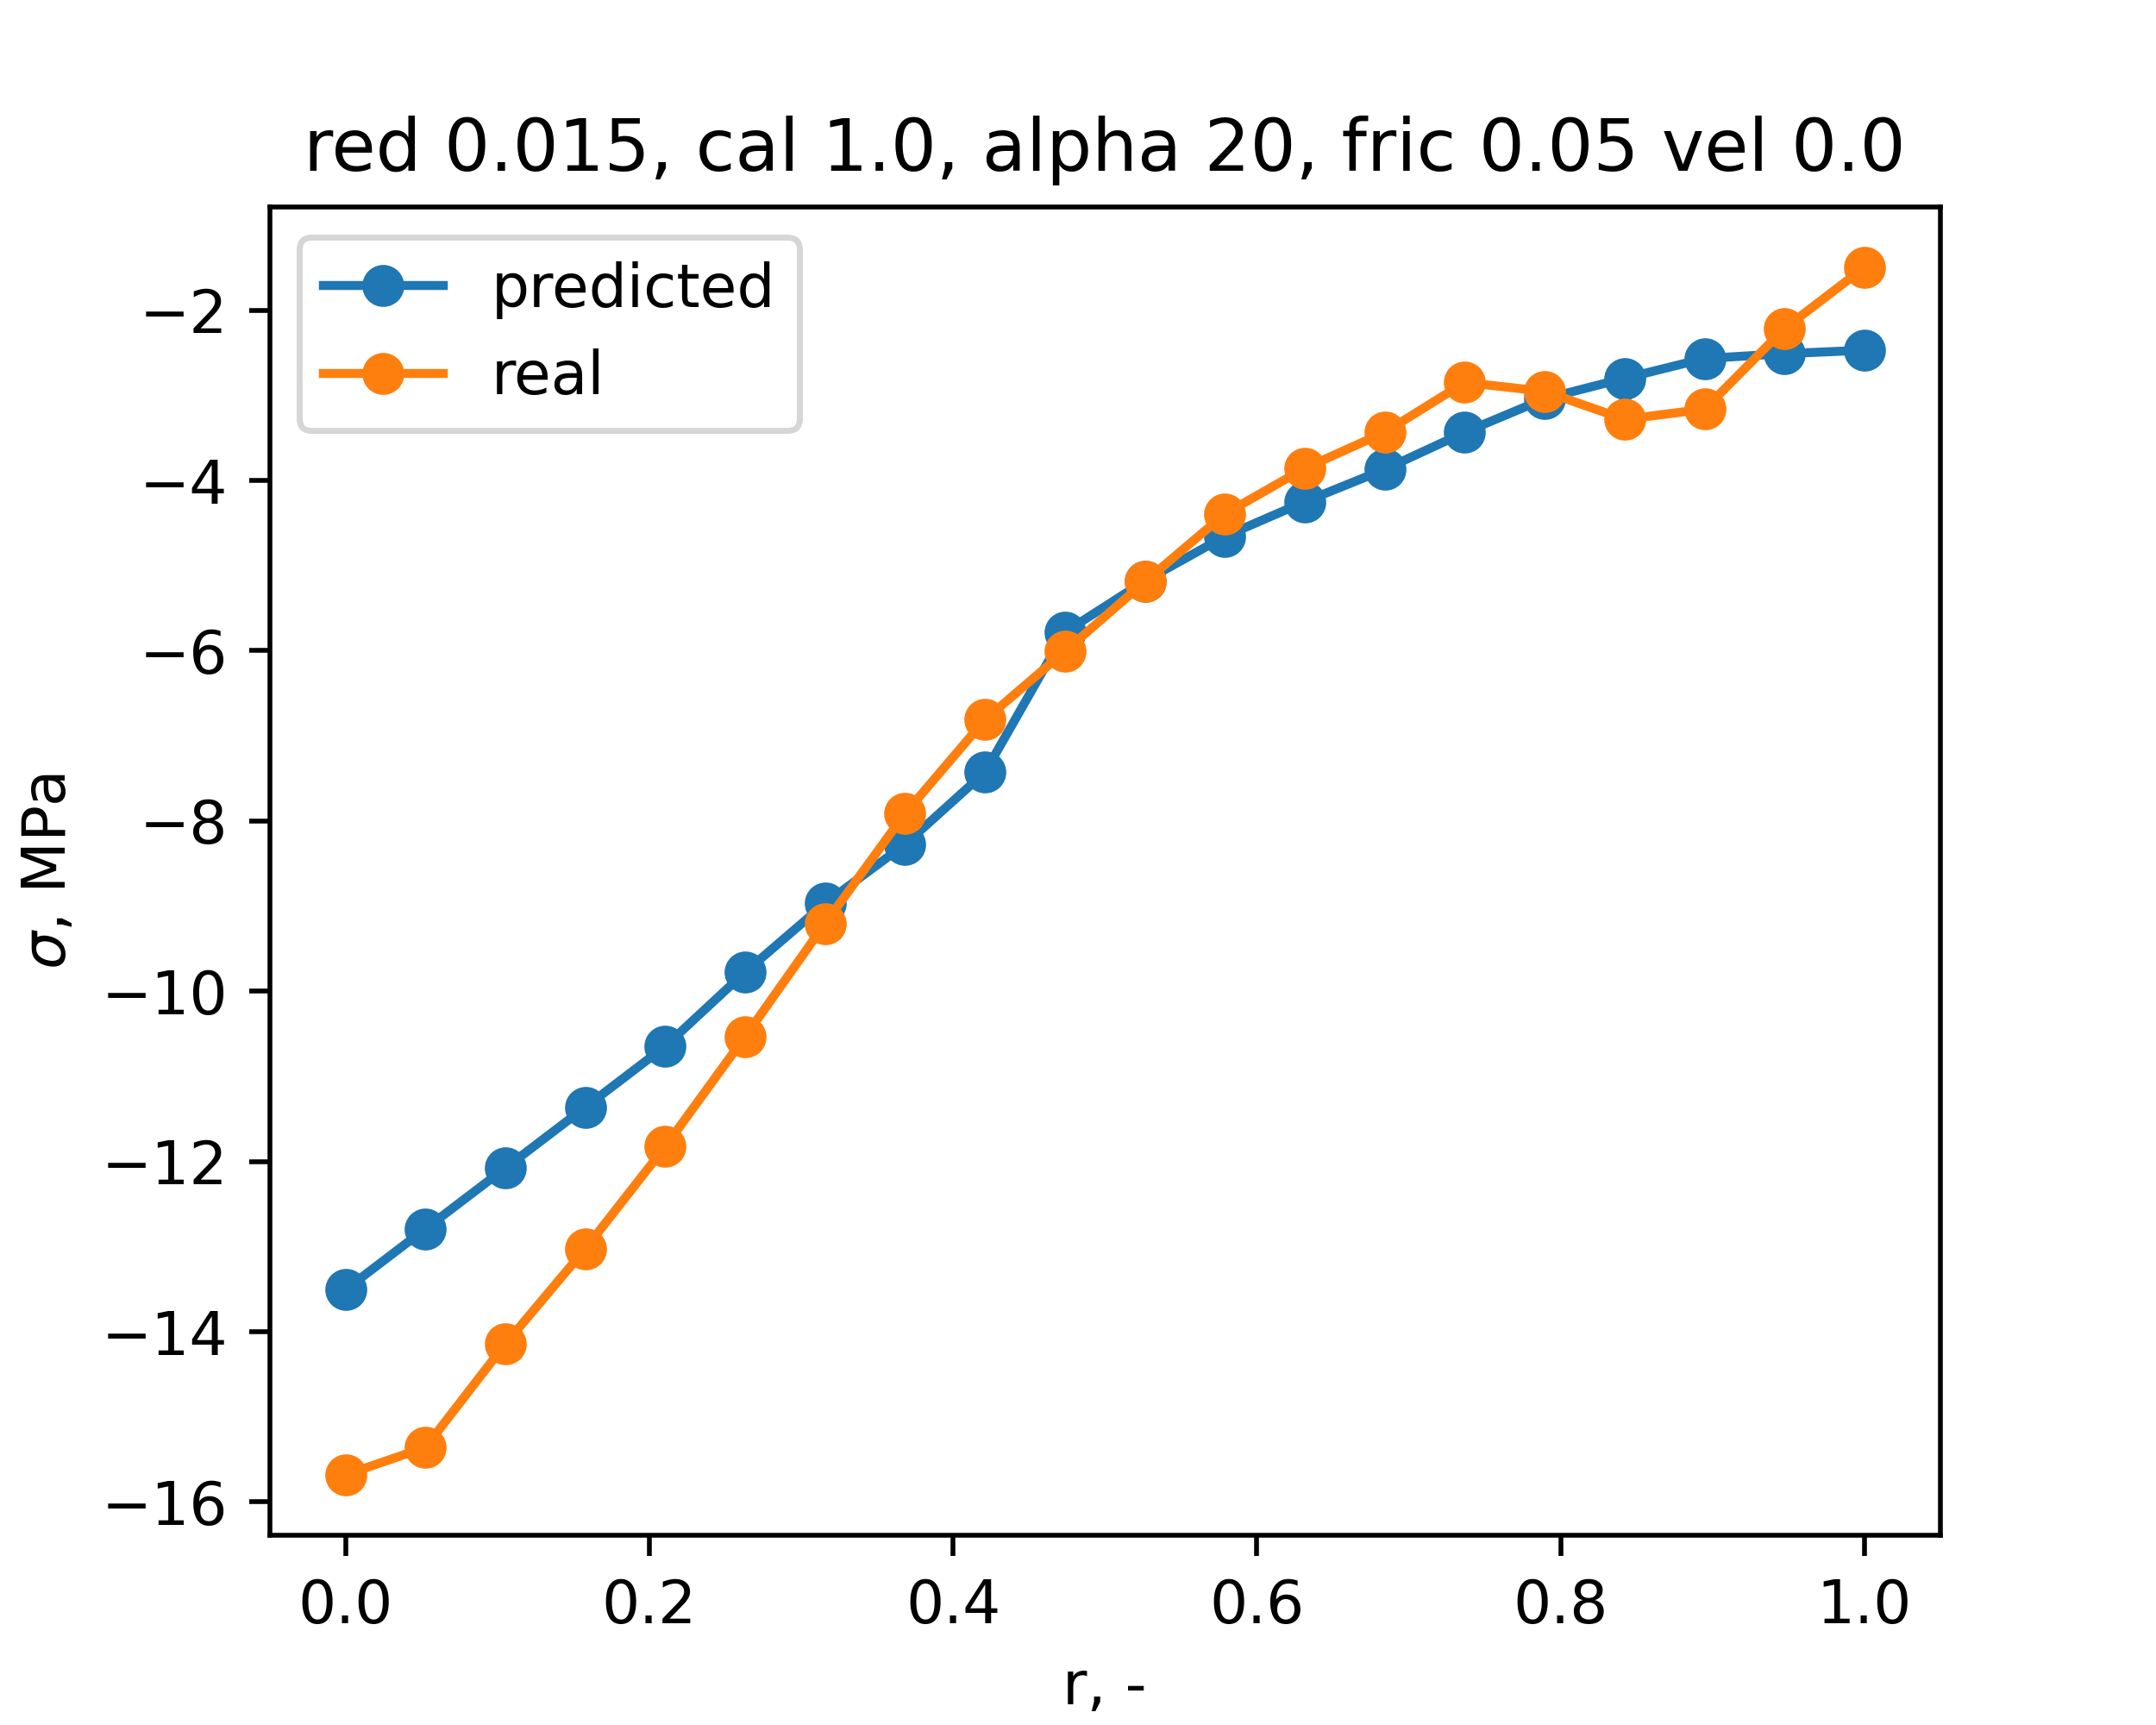 red 0.015, cal 1.0, alpha 20, fric 0.05 vel 0.0
predicted
real
−2
−4
−6
−8
−10
−12
−14
−16
σ, MPa
0.0 0.2 0.4 0.6 0.8 1.0
r, -